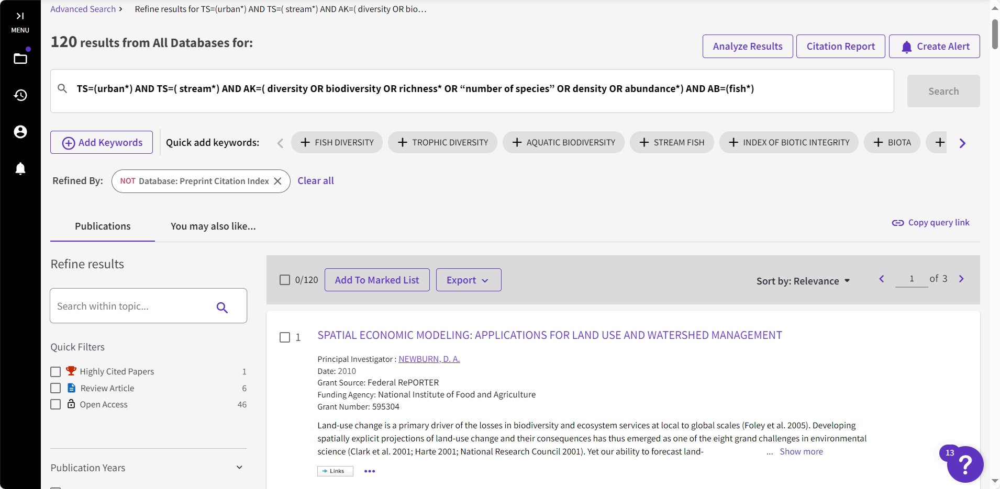 Advanced Search > Refine results for TS=(urban*) AND TS=( stream*) AND AK=( diversity OR bio…
MENU
120 results from All Databases for:
Analyze Results
Citation Report
Create Alert
TS=(urban*) AND TS=( stream*) AND AK=( diversity OR biodiversity OR richness* OR “number of species” OR density OR abundance*) AND AB=(fish*)
Search
Add Keywords
Quick add keywords:
+ FISH DIVERSITY
+ TROPHIC DIVERSITY
+ AQUATIC BIODIVERSITY
+ STREAM FISH
+ INDEX OF BIOTIC INTEGRITY
+ BIOTA
+
Refined By:
NOT Database: Preprint Citation Index
Clear all
Publications
You may also like...
Copy query link
Refine results
Search within topic...
Quick Filters
Highly Cited Papers 1
Review Article 6
Open Access 46
Publication Years
0/120
Add To Marked List
Export
Sort by: Relevance
1 of 3
1
SPATIAL ECONOMIC MODELING: APPLICATIONS FOR LAND USE AND WATERSHED MANAGEMENT
Principal Investigator : NEWBURN, D. A.
Date: 2010
Grant Source: Federal RePORTER
Funding Agency: National Institute of Food and Agriculture
Grant Number: 595304
Land-use change is a primary driver of the losses in biodiversity and ecosystem services at local to global scales (Foley et al. 2005). Developing
spatially explicit projections of land-use change and their consequences has thus emerged as one of the eight grand challenges in environmental
science (Clark et al. 2001; Harte 2001; National Research Council 2001). Yet our ability to forecast land-
... Show more
Links
•••
13
?